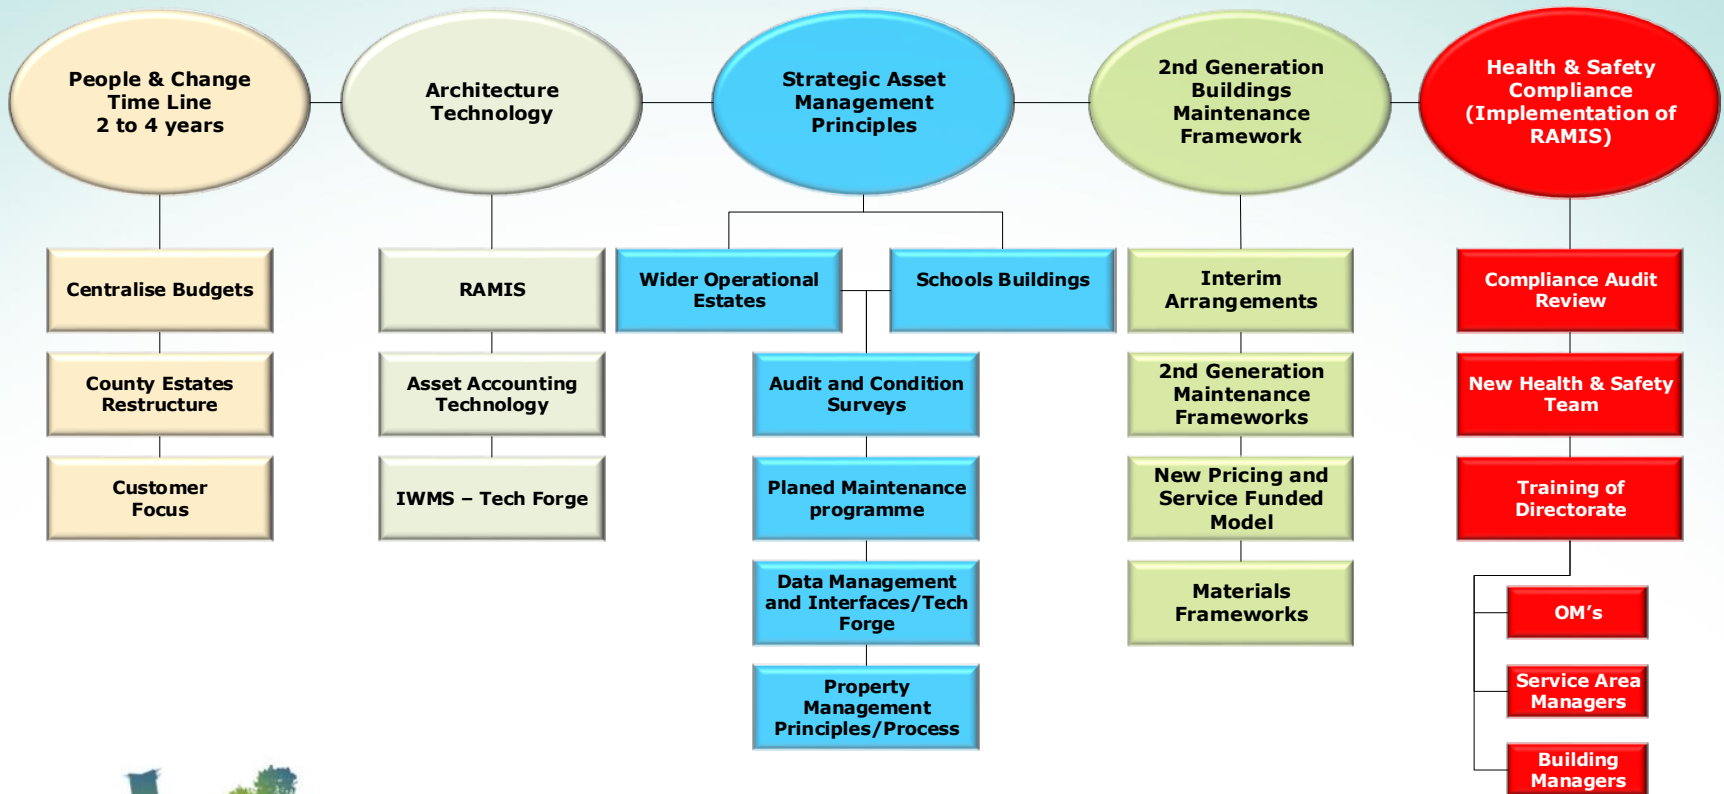 People & Change
Time Line
2 to 4 years
Architecture
Technology
Strategic Asset
Management
Principles
2nd Generation
Buildings
Maintenance
Framework
Health & Safety
Compliance
(Implementation of
RAMIS)
Centralise Budgets
County Estates
Restructure
Customer
Focus
RAMIS
Asset Accounting
Technology
IWMS – Tech Forge
Wider Operational
Estates
Schools Buildings
Audit and Condition
Surveys
Planed Maintenance
programme
Data Management
and Interfaces/Tech
Forge
Property
Management
Principles/Process
Interim
Arrangements
2nd Generation
Maintenance
Frameworks
New Pricing and
Service Funded
Model
Materials
Frameworks
Compliance Audit
Review
New Health & Safety
Team
Training of
Directorate
OM’s
Service Area
Managers
Building
Managers